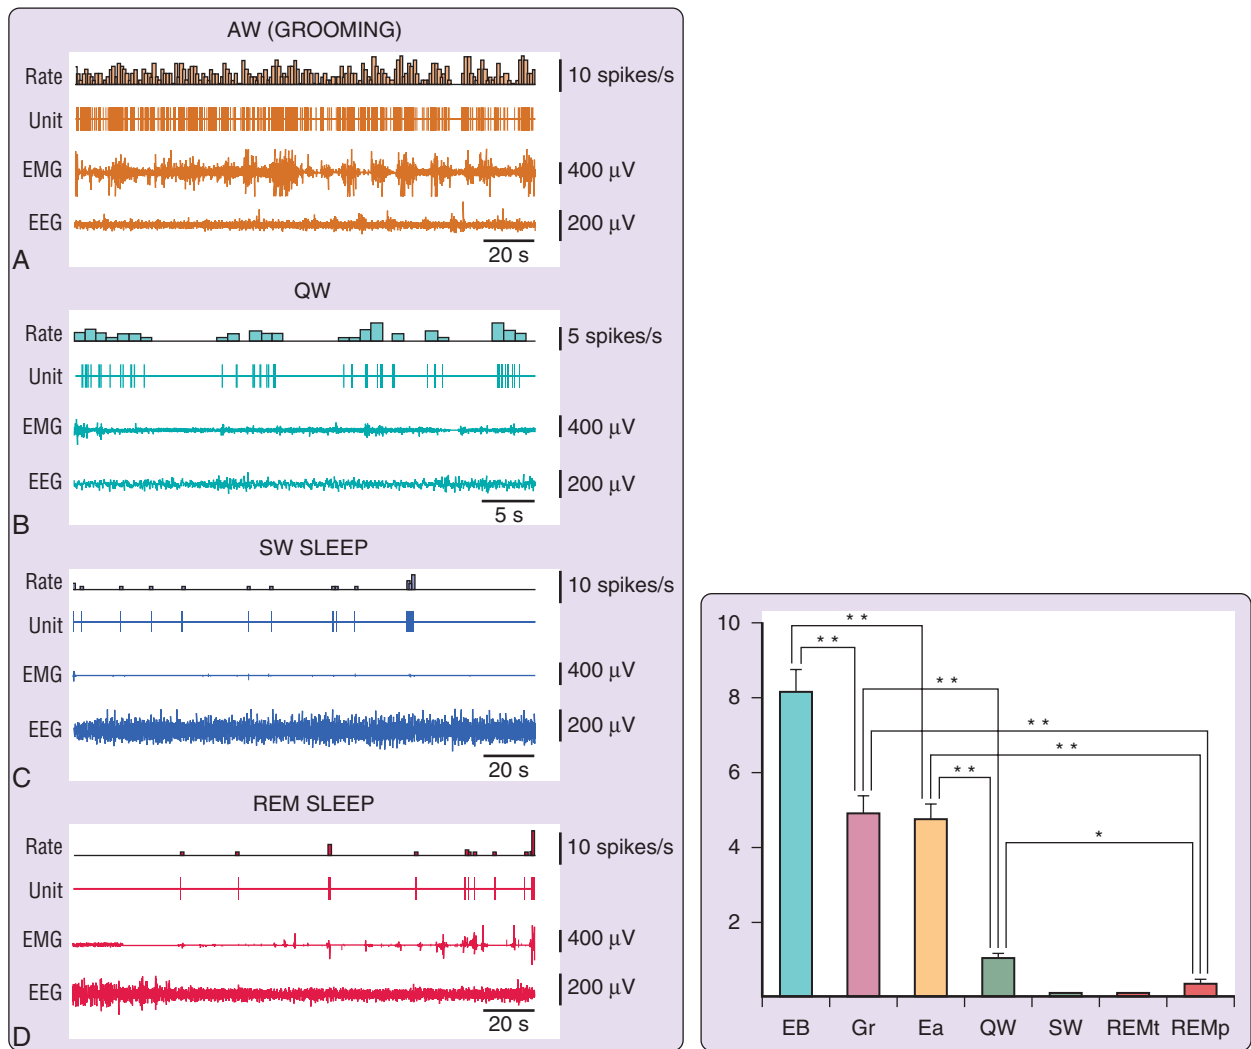 AW (GROOMING)
Rate 10 spikes/s
Unit
EMG 400 μV
EEG 200 μV
20 s
A
QW
Rate 5 spikes/s
Unit
EMG 400 μV
EEG 200 μV
5 s
B
SW SLEEP
Rate 10 spikes/s
Unit
EMG 400 μV
EEG 200 μV
20 s
C
REM SLEEP
Rate 10 spikes/s
Unit
EMG 400 μV
EEG 200 μV
20 s
D
10
* *
* *
* *
8
* *
* *
6
* *
4
*
2
EB Gr Ea QW SW REMt REMp